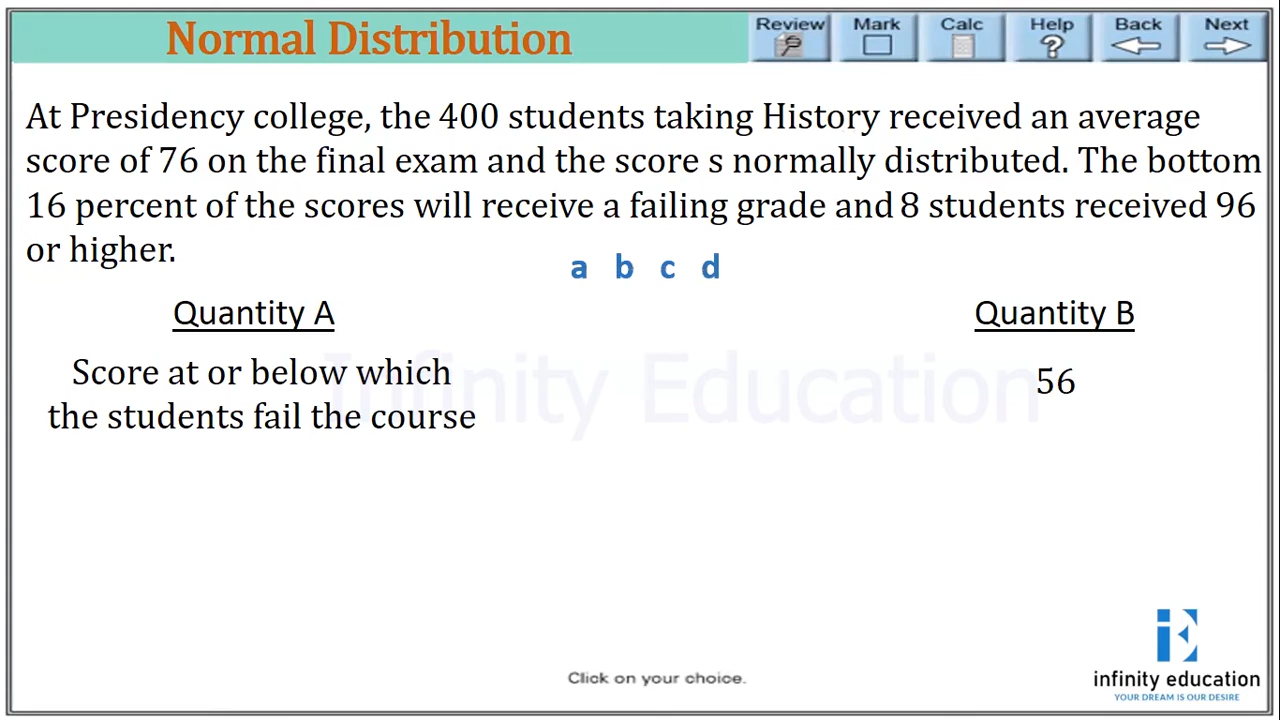 Normal Distribution
Review Mark Calc Help Back Next
At Presidency college, the 400 students taking History received an average
score of 76 on the final exam and the score s normally distributed. The bottom
16 percent of the scores will receive a failing grade and 8 students received 96
or higher.
a b c d
Quantity A Quantity B
Score at or below which
the students fail the course
56
Infinity Education
iE
Click on your choice.
infinity education
YOUR DREAM IS OUR DESIRE